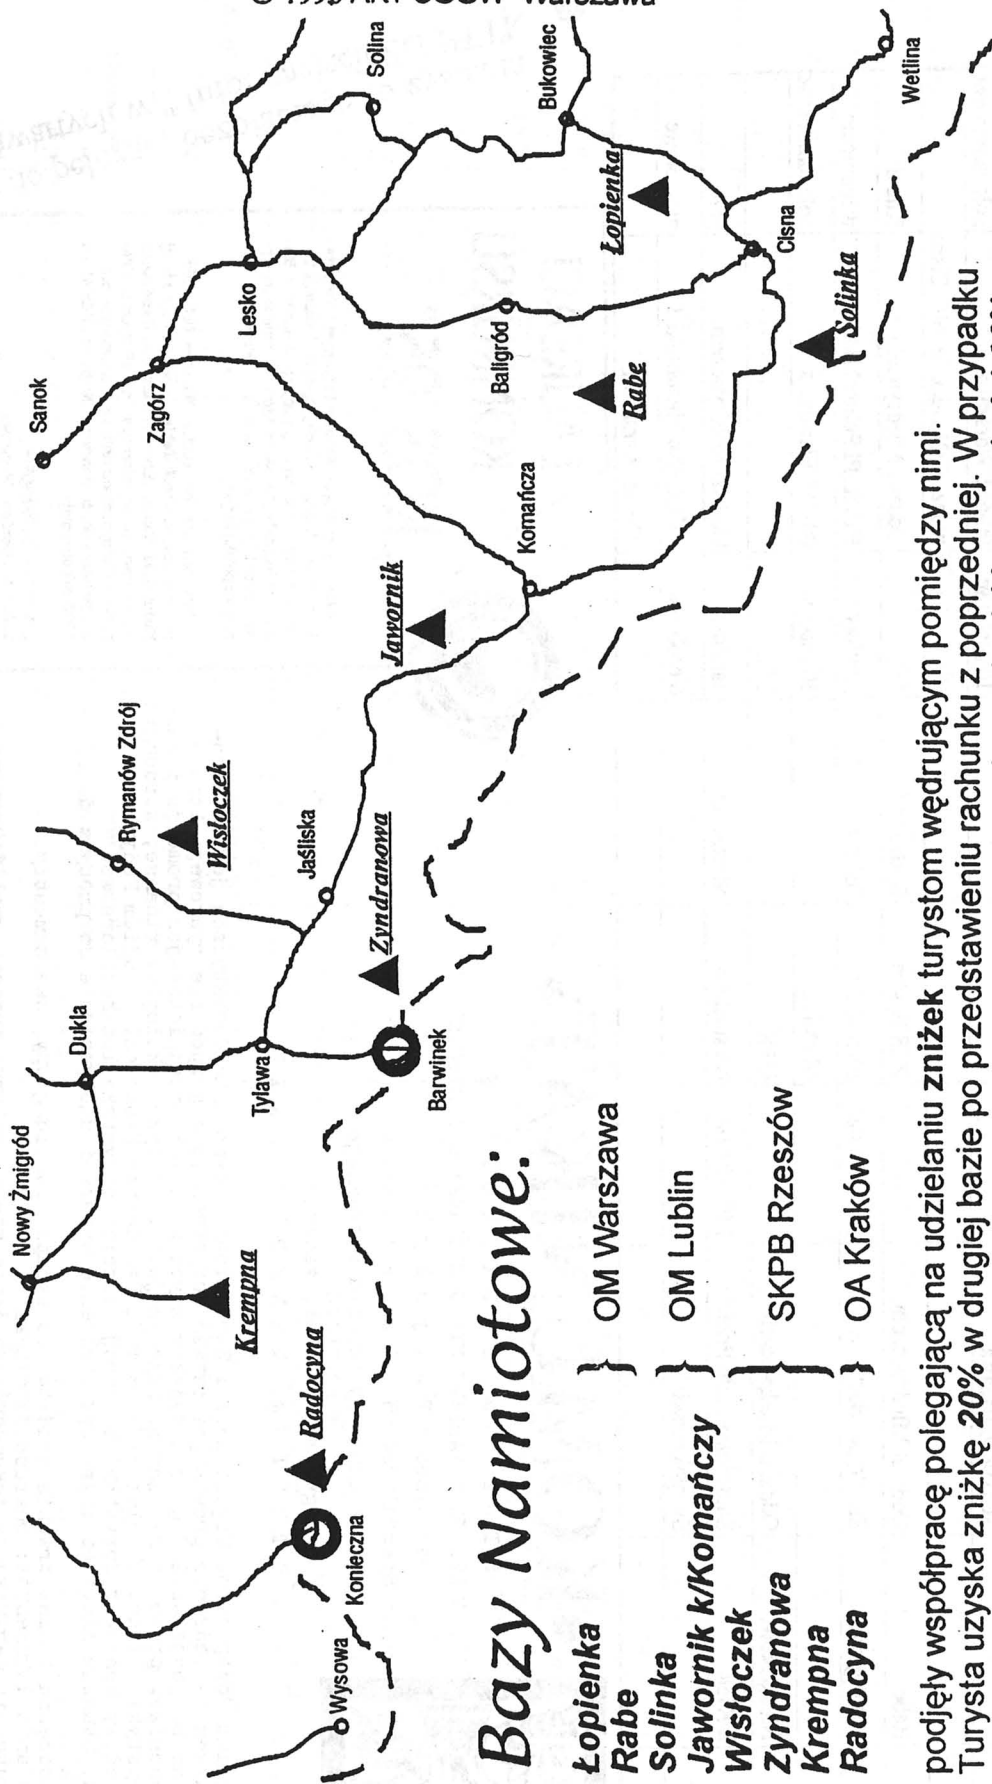 © 1995 ART-USUW Warszawa
Sanok
Solina
Bukowiec
Wetlina
Nowy Żmigród
Dukla
Rymanów Zdrój
Zagórz
Lesko
Łopienka
Cisna
Krempna
Tylawa
Wisłoczek
Jaśliska
Jawornik
Komańcza
Baligród
Rabe
Solinka
Radocyna
Zyndranowa
Barwinek
Wysowa
Konieczna
Bazy Namiotowe:
Łopienka
Rabe } OM Warszawa
Solinka
Jawornik k/Komańczy } OM Lublin
Wisłoczek
Zyndranowa
Krempna } SKPB Rzeszów
Radocyna } OA Kraków
podjęły współpracę polegającą na udzielaniu zniżek turystom wędrującym pomiędzy nimi.
Turysta uzyska zniżkę 20% w drugiej bazie po przedstawieniu rachunku z poprzedniej. W przypadku